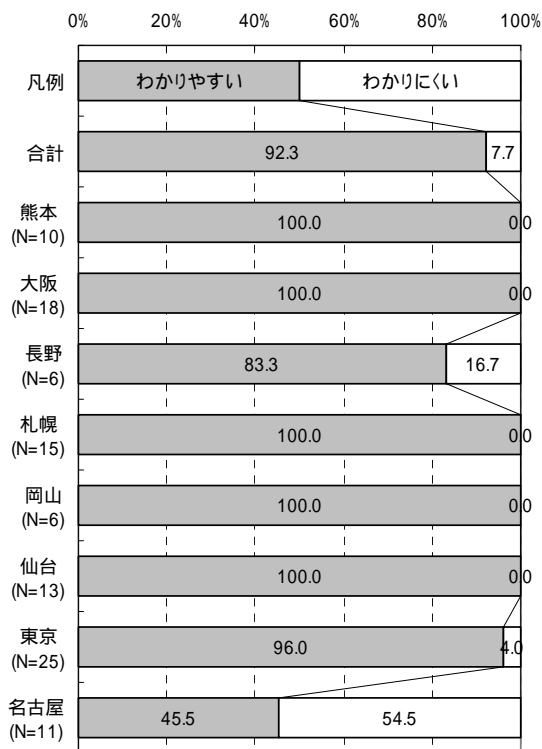 0% 20% 40% 60% 80% 100%
凡例 わかりやすい わかりにくい
合計 92.3 7.7
熊本
(N=10) 100.0 0.0
大阪
(N=18) 100.0 0.0
長野
(N=6) 83.3 16.7
札幌
(N=15) 100.0 0.0
岡山
(N=6) 100.0 0.0
仙台
(N=13) 100.0 0.0
東京
(N=25) 96.0 4.0
名古屋
(N=11) 45.5 54.5